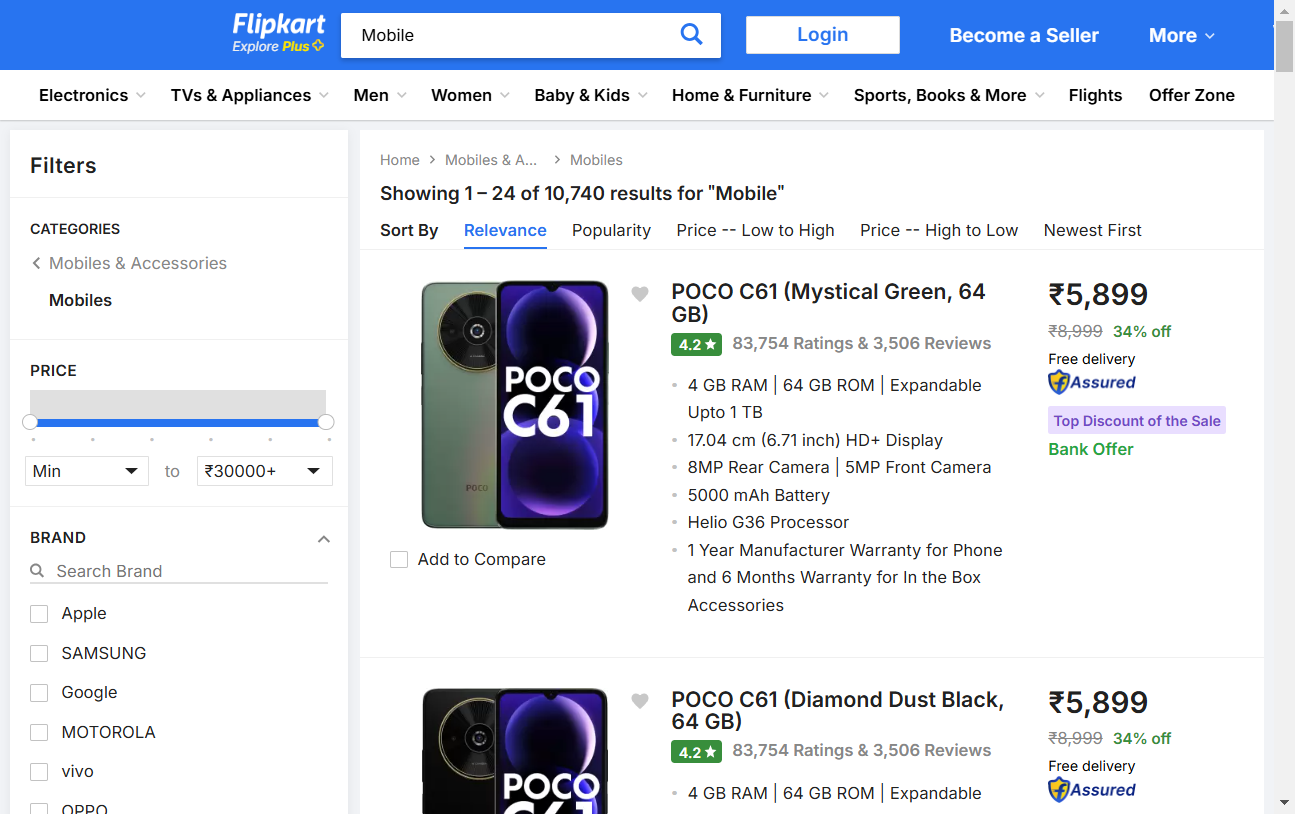 Flipkart
Explore Plus
Mobile
Login
Become a Seller
More
Electronics
TVs & Appliances
Men
Women
Baby & Kids
Home & Furniture
Sports, Books & More
Flights
Offer Zone
Filters
CATEGORIES
Mobiles & Accessories
Mobiles
PRICE
Min
to
₹30000+
BRAND
Search Brand
Apple
SAMSUNG
Google
MOTOROLA
vivo
OPPO
Home
Mobiles & A...
Mobiles
Showing 1 – 24 of 10,740 results for "Mobile"
Sort By
Relevance
Popularity
Price -- Low to High
Price -- High to Low
Newest First
POCO
C61
POCO
Add to Compare
POCO C61 (Mystical Green, 64
GB)
4.2★
83,754 Ratings & 3,506 Reviews
4 GB RAM | 64 GB ROM | Expandable
Upto 1 TB
17.04 cm (6.71 inch) HD+ Display
8MP Rear Camera | 5MP Front Camera
5000 mAh Battery
Helio G36 Processor
1 Year Manufacturer Warranty for Phone
and 6 Months Warranty for In the Box
Accessories
₹5,899
₹8,999 34% off
Free delivery
Assured
Top Discount of the Sale
Bank Offer
POCO
C61
POCO C61 (Diamond Dust Black,
64 GB)
4.2★
83,754 Ratings & 3,506 Reviews
4 GB RAM | 64 GB ROM | Expandable
₹5,899
₹8,999 34% off
Free delivery
Assured